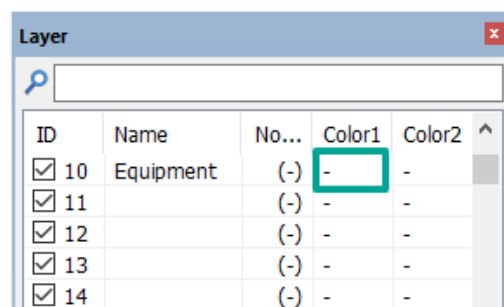 Layer
ID Name No... Color1 Color2
10 Equipment (-) - -
11 (-) - -
12 (-) - -
13 (-) - -
14 (-) - -